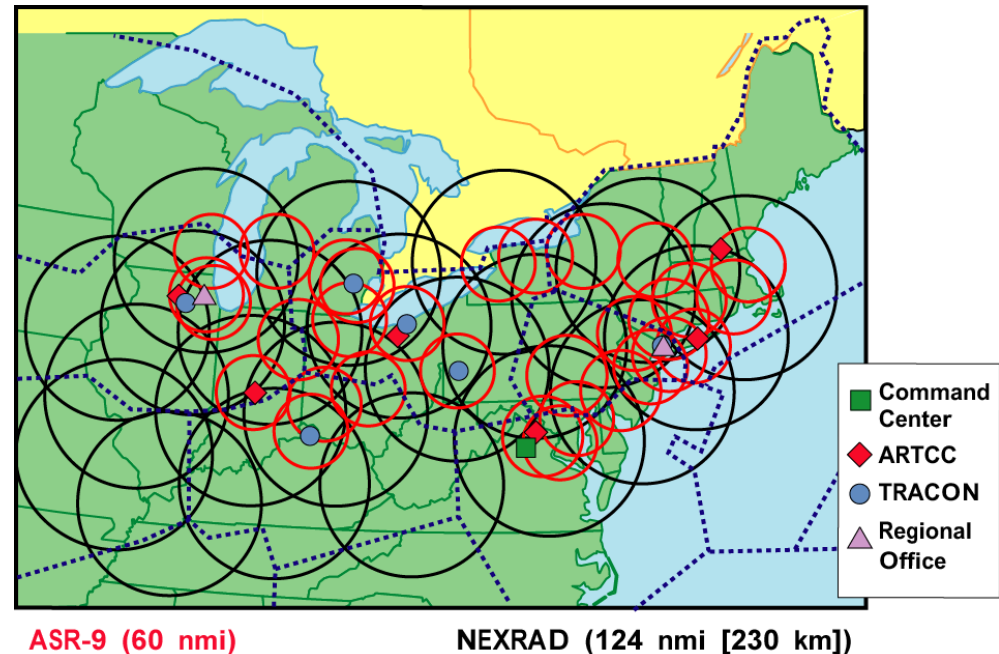 Command
Center
ARTCC
TRACON
Regional
Office
ASR-9 (60 nmi)
NEXRAD (124 nmi [230 km])